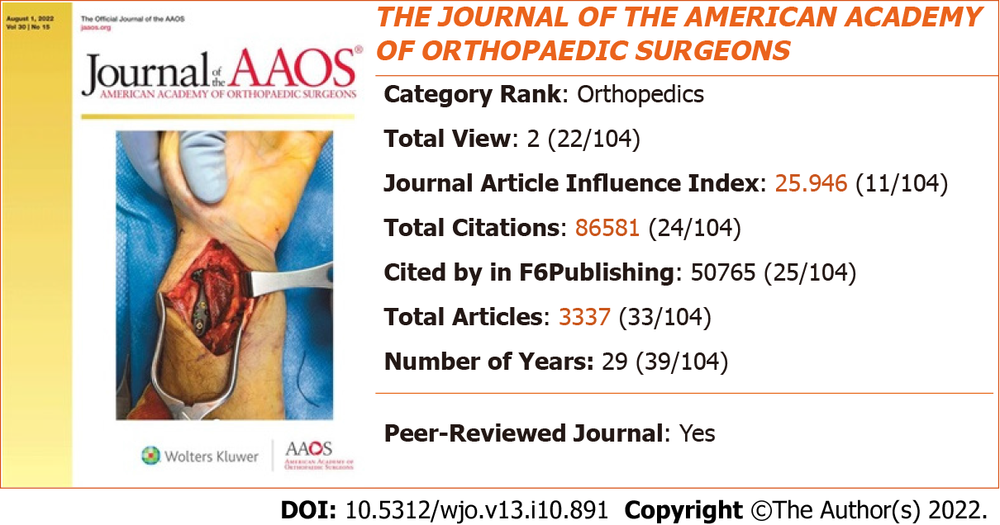 August 1, 2022
Vol 30 | No 15
The Official Journal of the AAOS
jaaos.org
Journal of the AAOS®
AMERICAN ACADEMY OF ORTHOPAEDIC SURGEONS
Wolters Kluwer
AAOS
AMERICAN ACADEMY OF
ORTHOPAEDIC SURGEONS
THE JOURNAL OF THE AMERICAN ACADEMY
OF ORTHOPAEDIC SURGEONS
Category Rank: Orthopedics
Total View: 2 (22/104)
Journal Article Influence Index: 25.946 (11/104)
Total Citations: 86581 (24/104)
Cited by in F6Publishing: 50765 (25/104)
Total Articles: 3337 (33/104)
Number of Years: 29 (39/104)
Peer-Reviewed Journal: Yes
DOI: 10.5312/wjo.v13.i10.891 Copyright ©The Author(s) 2022.